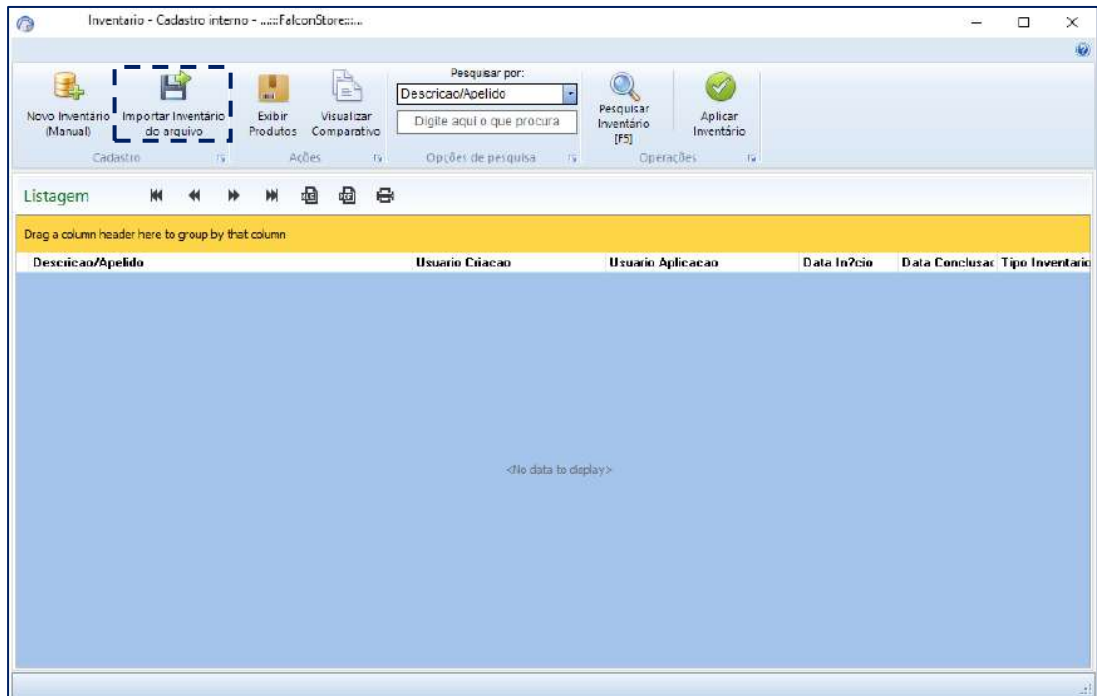 Inventario - Cadastro interno - ...:::FalconStore:::...
Novo Inventário (Manual)
Importar Inventário do arquivo
Exibir Produtos
Visualizar Comparativo
Pesquisar por:
Descricao/Apelido
Digite aqui o que procura
Pesquisar Inventário [F5]
Aplicar Inventário
Cadastro
Ações
Opções de pesquisa
Operações
Listagem
Drag a column header here to group by that column
Descricao/Apelido
Usuario Criacao
Usuario Aplicacao
Data In?cio
Data Conclusac
Tipo Inventario
<No data to display>